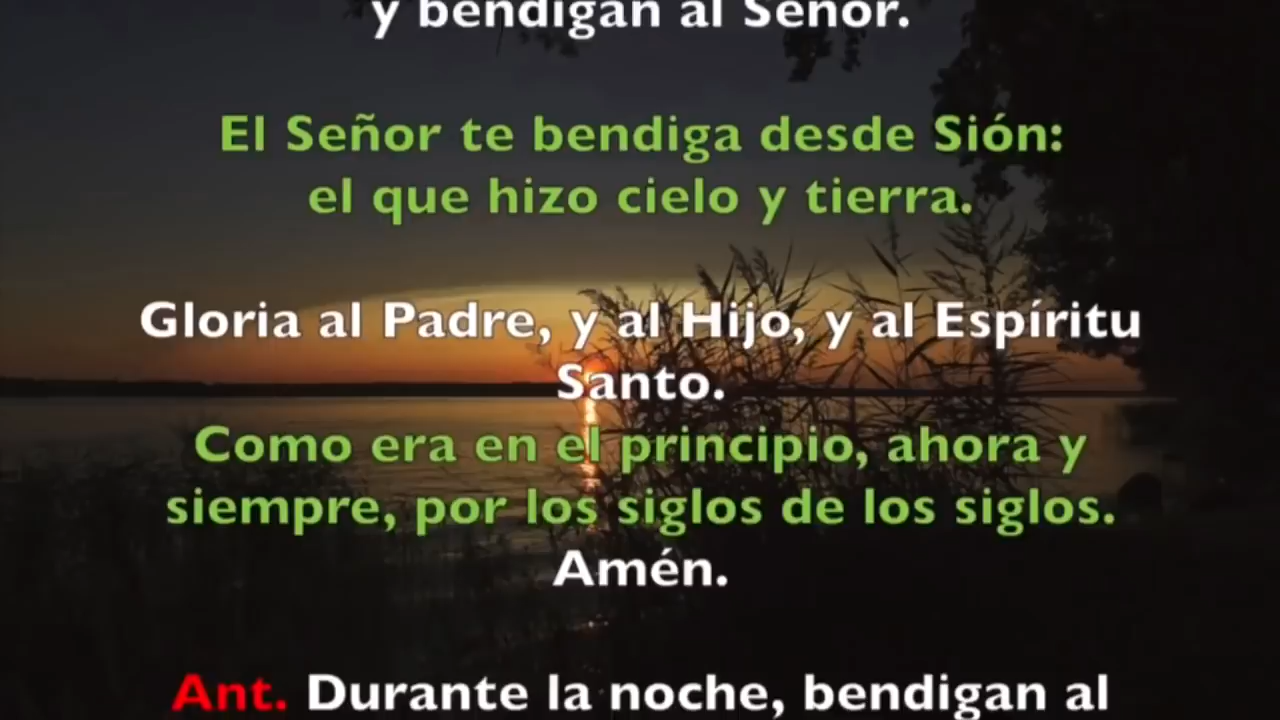 y bendigan al Señor.
El Señor te bendiga desde Sión:
el que hizo cielo y tierra.
Gloria al Padre, y al Hijo, y al Espíritu
Santo.
Como era en el principio, ahora y
siempre, por los siglos de los siglos.
Amén.
Ant. Durante la noche, bendigan al